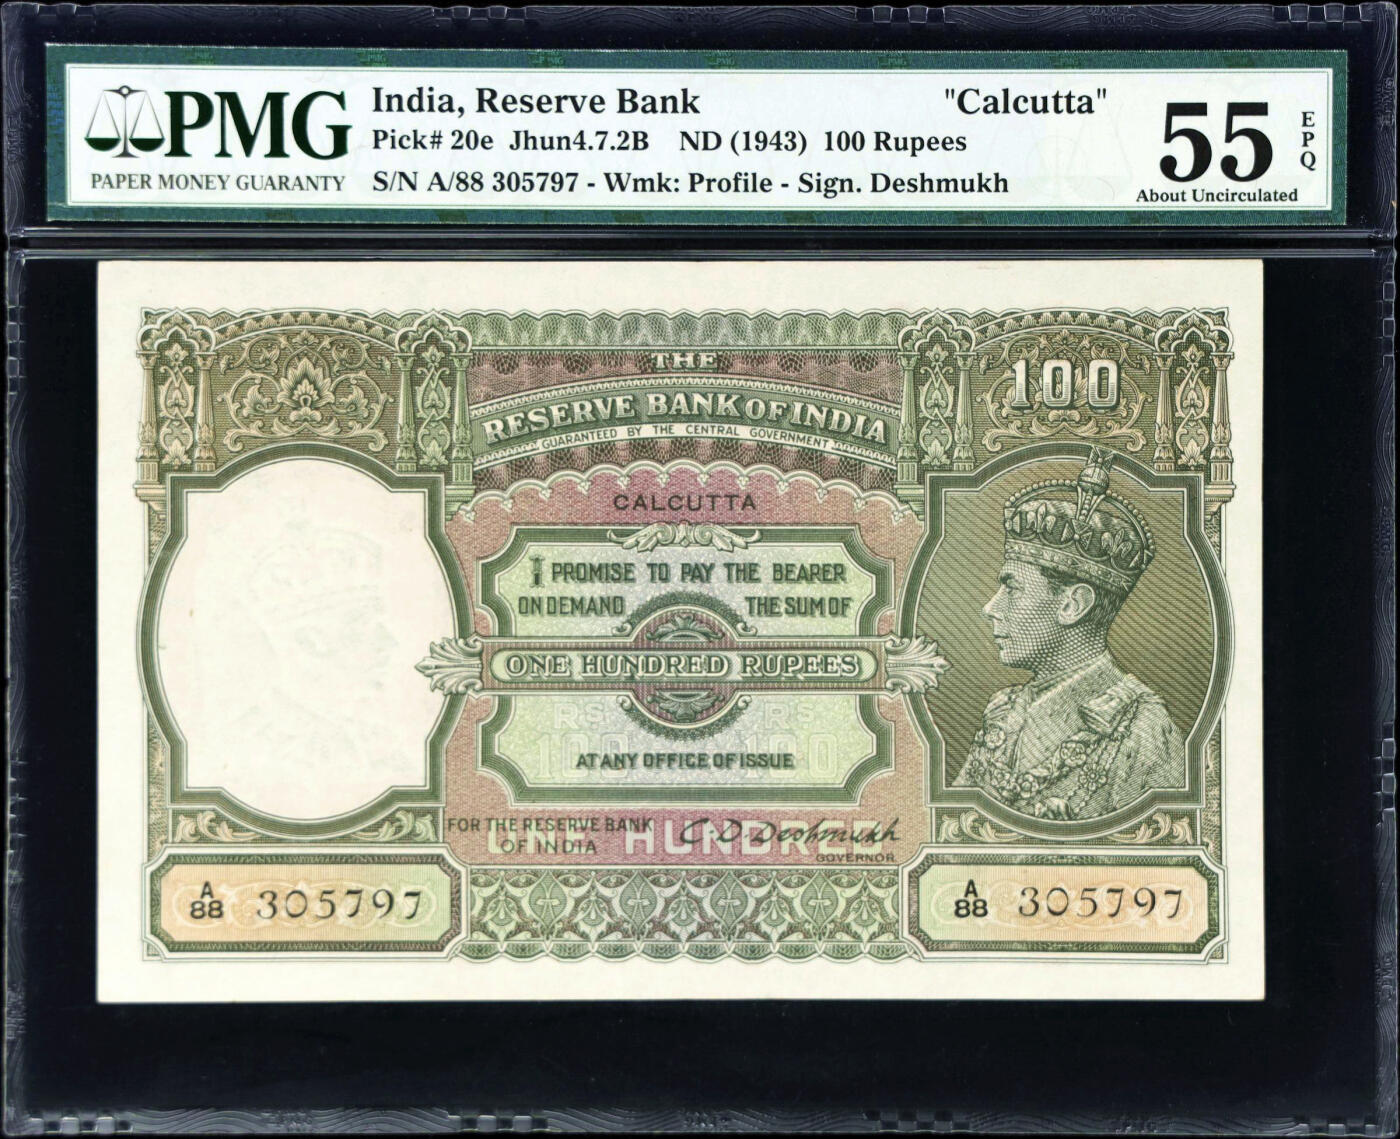 PMG
PAPER MONEY GUARANTY
India, Reserve Bank "Calcutta"
Pick# 20e Jhun4.7.2B ND (1943) 100 Rupees
S/N A/88 305797 - Wmk: Profile - Sign. Deshmukh
55 EPQ
About Uncirculated
THE
RESERVE BANK OF INDIA
GUARANTEED BY THE CENTRAL GOVERNMENT
100
CALCUTTA
I PROMISE TO PAY THE BEARER
ON DEMAND THE SUM OF
ONE HUNDRED RUPEES
RS RS
100 100
AT ANY OFFICE OF ISSUE
FOR THE RESERVE BANK C. D. Deshmukh
OF INDIA
ONE HUNDRED
GOVERNOR
A/88 305797
A/88 305797